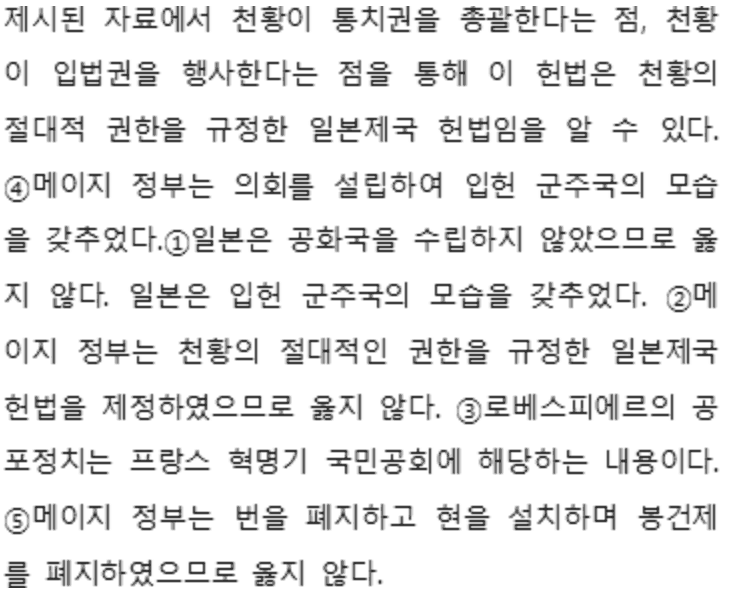 제시된 자료에서 천황이 통치권을 총괄한다는 점, 천황
이 입법권을 행사한다는 점을 통해 이 헌법은 천황의
절대적 권한을 규정한 일본제국 헌법임을 알 수 있다.
④메이지 정부는 의회를 설립하여 입헌 군주국의 모습
을 갖추었다.①일본은 공화국을 수립하지 않았으므로 옳
지 않다. 일본은 입헌 군주국의 모습을 갖추었다. ②메
이지 정부는 천황의 절대적인 권한을 규정한 일본제국
헌법을 제정하였으므로 옳지 않다. ③로베스피에르의 공
포정치는 프랑스 혁명기 국민공회에 해당하는 내용이다.
⑤메이지 정부는 번을 폐지하고 현을 설치하며 봉건제
를 폐지하였으므로 옳지 않다.